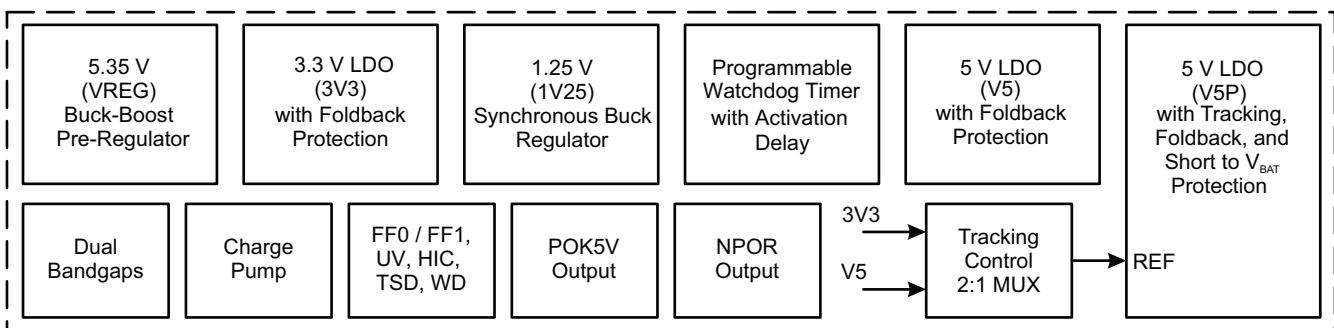 5.35 V
(VREG)
Buck-Boost
Pre-Regulator
3.3 V LDO
(3V3)
with Foldback
Protection
1.25 V
(1V25)
Synchronous Buck
Regulator
Programmable
Watchdog Timer
with Activation
Delay
5 V LDO
(V5)
with Foldback
Protection
5 V LDO
(V5P)
with Tracking,
Foldback, and
Short to VBAT
Protection
Dual
Bandgaps
Charge
Pump
FF0 / FF1,
UV, HIC,
TSD, WD
POK5V
Output
NPOR
Output
3V3
V5
Tracking
Control
2:1 MUX
REF